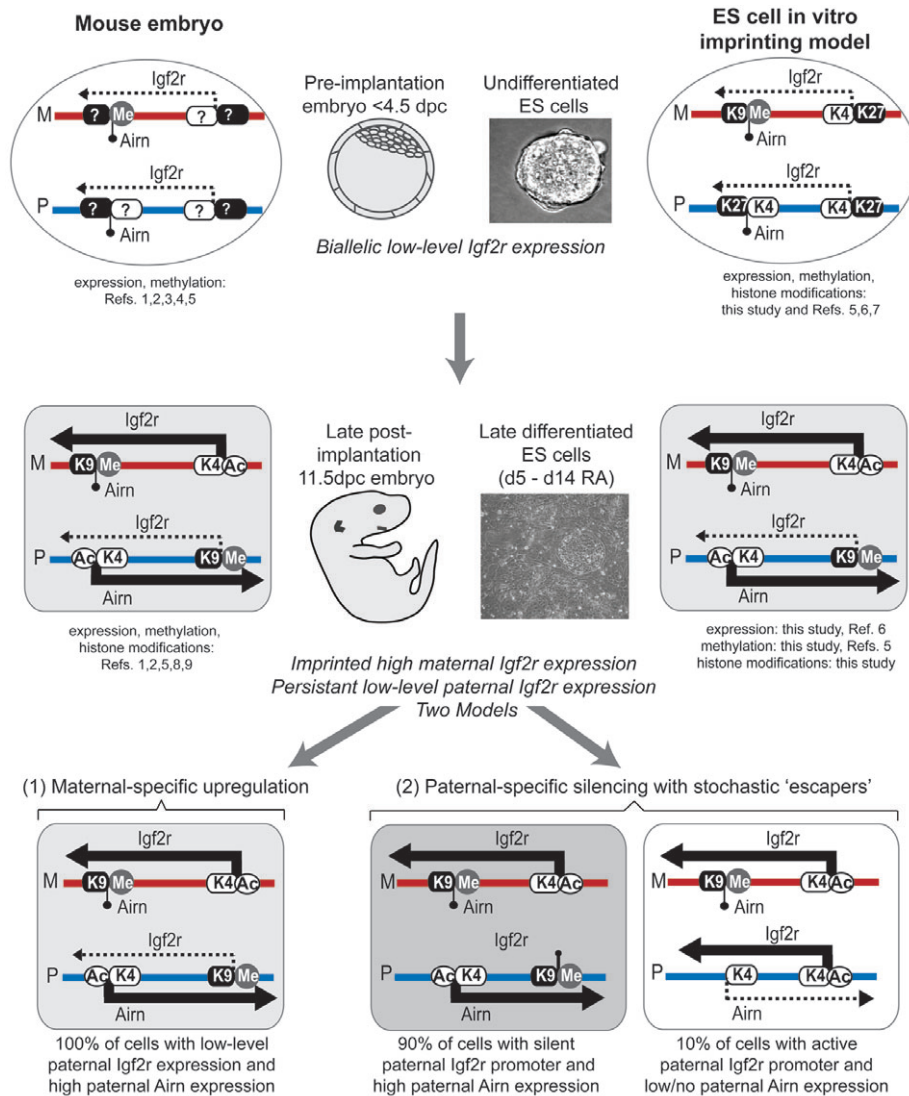 Mouse embryo
ES cell in vitro
imprinting model
Igf2r
M
?
Me
?
?
Airn
Igf2r
P
?
?
?
?
Airn
expression, methylation:
Refs. 1,2,3,4,5
Pre-implantation
embryo <4.5 dpc
Undifferentiated
ES cells
Biallelic low-level Igf2r expression
Igf2r
M
K9
Me
K4
K27
Airn
Igf2r
P
K27
K4
K4
K27
Airn
expression, methylation,
histone modifications:
this study and Refs. 5,6,7
Igf2r
M
K9
Me
K4
Ac
Airn
Igf2r
P
Ac
K4
K9
Me
Airn
expression, methylation,
histone modifications:
Refs. 1,2,5,8,9
Late post-
implantation
11.5dpc embryo
Late differentiated
ES cells
(d5 - d14 RA)
Igf2r
M
K9
Me
K4
Ac
Airn
Igf2r
P
Ac
K4
K9
Me
Airn
expression: this study, Ref. 6
methylation: this study, Refs. 5
histone modifications: this study
Imprinted high maternal Igf2r expression
Persistant low-level paternal Igf2r expression
Two Models
(1) Maternal-specific upregulation
Igf2r
M
K9
Me
K4
Ac
Airn
Igf2r
P
Ac
K4
K9
Me
Airn
100% of cells with low-level
paternal Igf2r expression and
high paternal Airn expression
(2) Paternal-specific silencing with stochastic 'escapers'
Igf2r
M
K9
Me
K4
Ac
Airn
Igf2r
P
Ac
K4
K9
Me
Airn
90% of cells with silent
paternal Igf2r promoter and
high paternal Airn expression
Igf2r
M
K9
Me
K4
Ac
Airn
Igf2r
P
K4
K4
Ac
Airn
10% of cells with active
paternal Igf2r promoter and
low/no paternal Airn expression